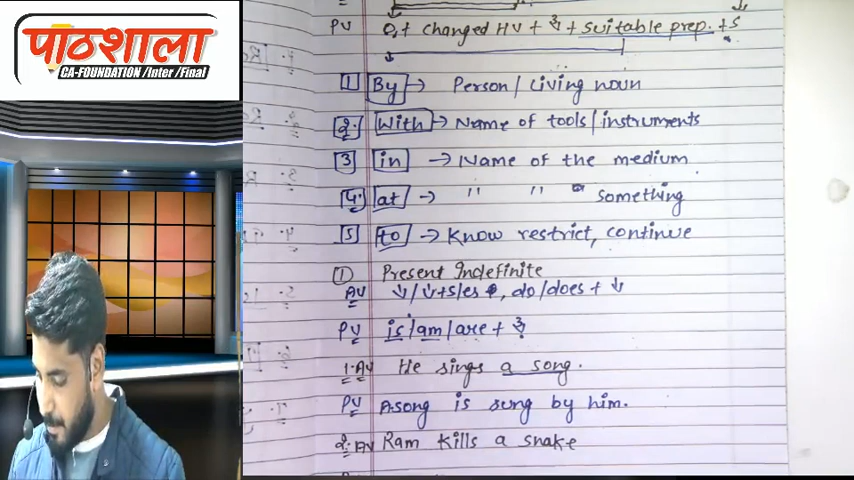 पाठशाला
CA-FOUNDATION/Inter/Final
PV O,+ changed HV + V3 + suitable prep. + S
1 By → Person/living noun
2. With → Name of tools/instruments
3 in → Name of the medium
4. at → " " " something
5 to → Know restrict, continue
① Present Indefinite
AV V/V+s/es, do/does + V
PV is/am/are + V3
1. AV He sings a song.
PV A song is sung by him.
2. AV Ram kills a snake